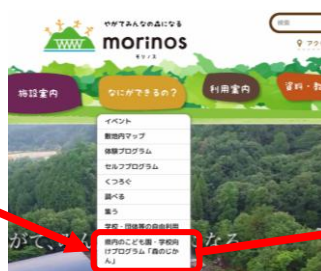 やがてみんなの森になる
morinos
モリノス
検索
アク
施設案内
なにができるの？
利用案内
資料・教
イベント
敷地内マップ
体験プログラム
セルフプログラム
くつろぐ
調べる
集う
学校・団体等の自由利用
県内のこども園・学校向
けプログラム「森のじか
ん」
がて、み
なる